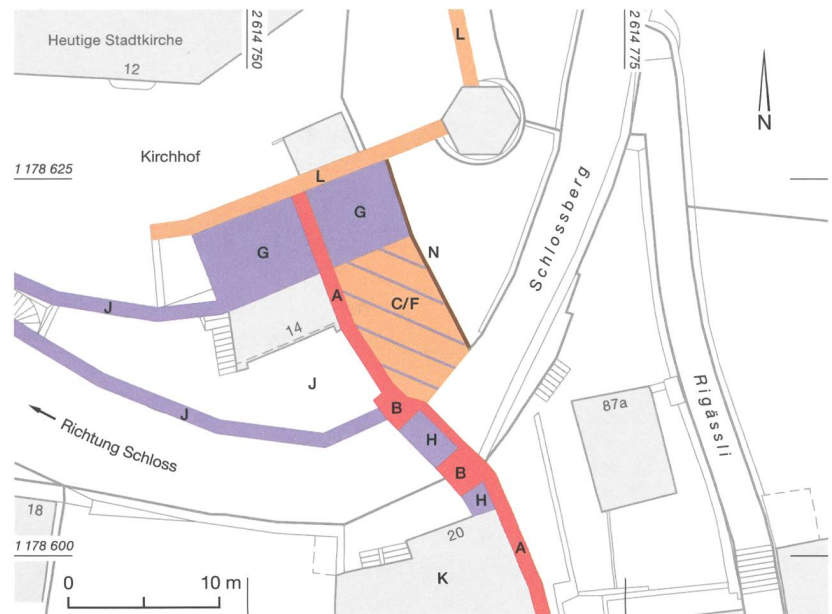 Heutige Stadtkirche
12
2 614 750
L
2 614 775
N
Kirchhof
1 178 625
L
G
G
N
Schlossberg
A
C/F
J
14
J
J
B
Rigässli
87a
Richtung Schloss
H
B
H
18
20
A
1 178 600
0 10 m
K